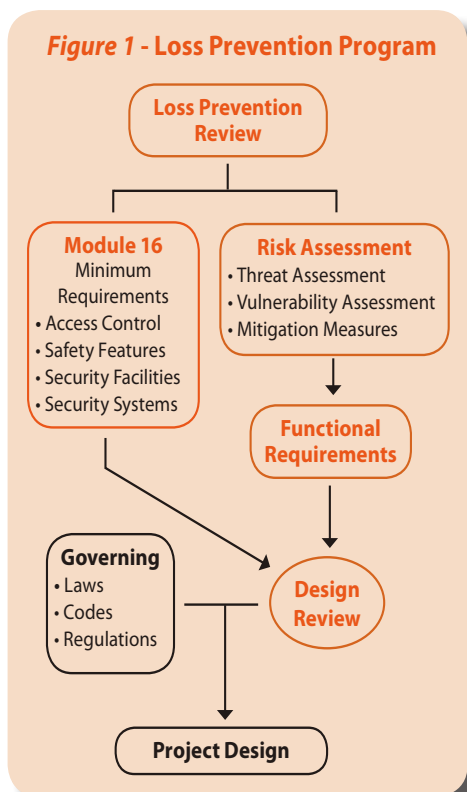 Figure 1 - Loss Prevention Program
Loss Prevention
Review
Module 16
Minimum
Requirements
• Access Control
• Safety Features
• Security Facilities
• Security Systems
Risk Assessment
• Threat Assessment
• Vulnerability Assessment
• Mitigation Measures
Functional
Requirements
Governing
• Laws
• Codes
• Regulations
Design
Review
Project Design